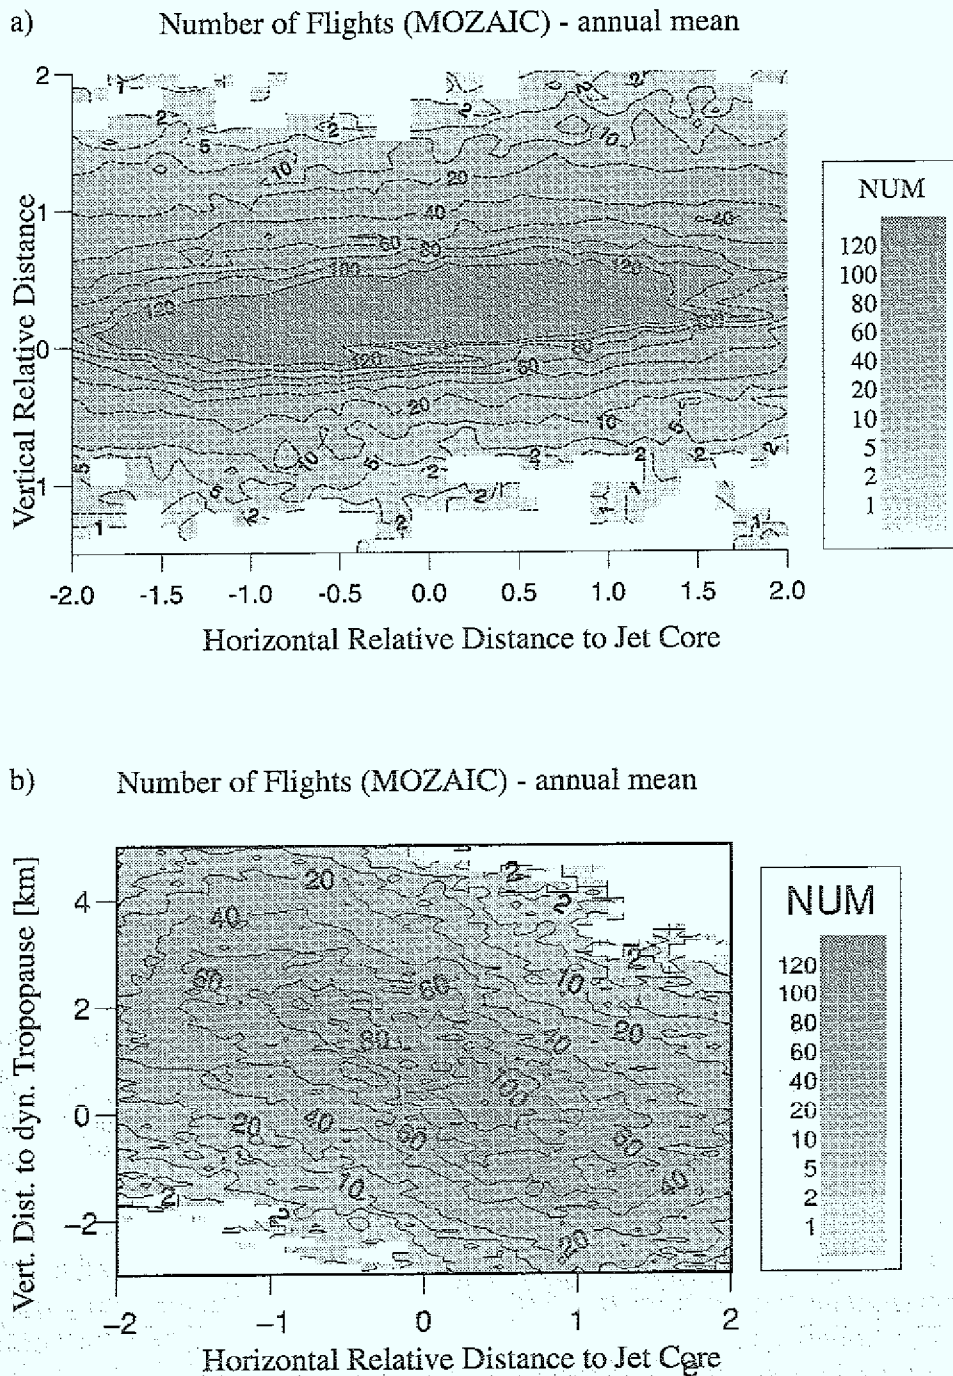 a) Number of Flights (MOZAIC) - annual mean
Vertical Relative Distance
2
1
0
-1
-2.0 -1.5 -1.0 -0.5 0.0 0.5 1.0 1.5 2.0
Horizontal Relative Distance to Jet Core
NUM
120
100
80
60
40
20
10
5
2
1
b) Number of Flights (MOZAIC) - annual mean
Vert. Dist. to dyn. Tropopause [km]
4
2
0
−2
−2 −1 0 1 2
Horizontal Relative Distance to Jet Core
NUM
120
100
80
60
40
20
10
5
2
1